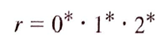 r = 0* · 1* · 2*